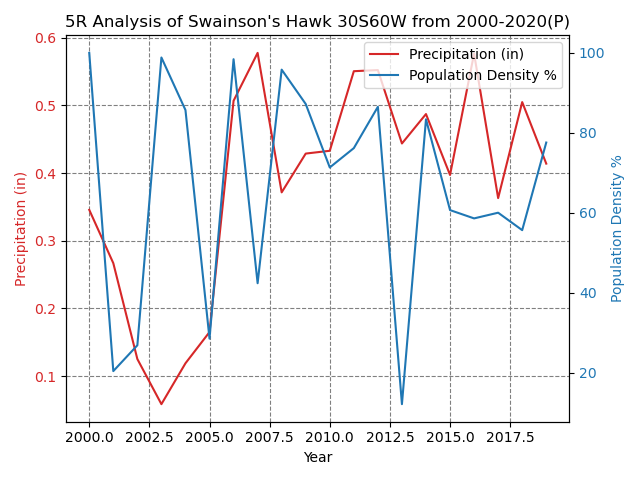 5R Analysis of Swainson's Hawk 30S60W from 2000-2020(P)
Precipitation (in)
Population Density %
0.6
0.5
0.4
0.3
0.2
0.1
Precipitation (in)
100
80
60
40
20
Population Density %
2000.0 2002.5 2005.0 2007.5 2010.0 2012.5 2015.0 2017.5
Year